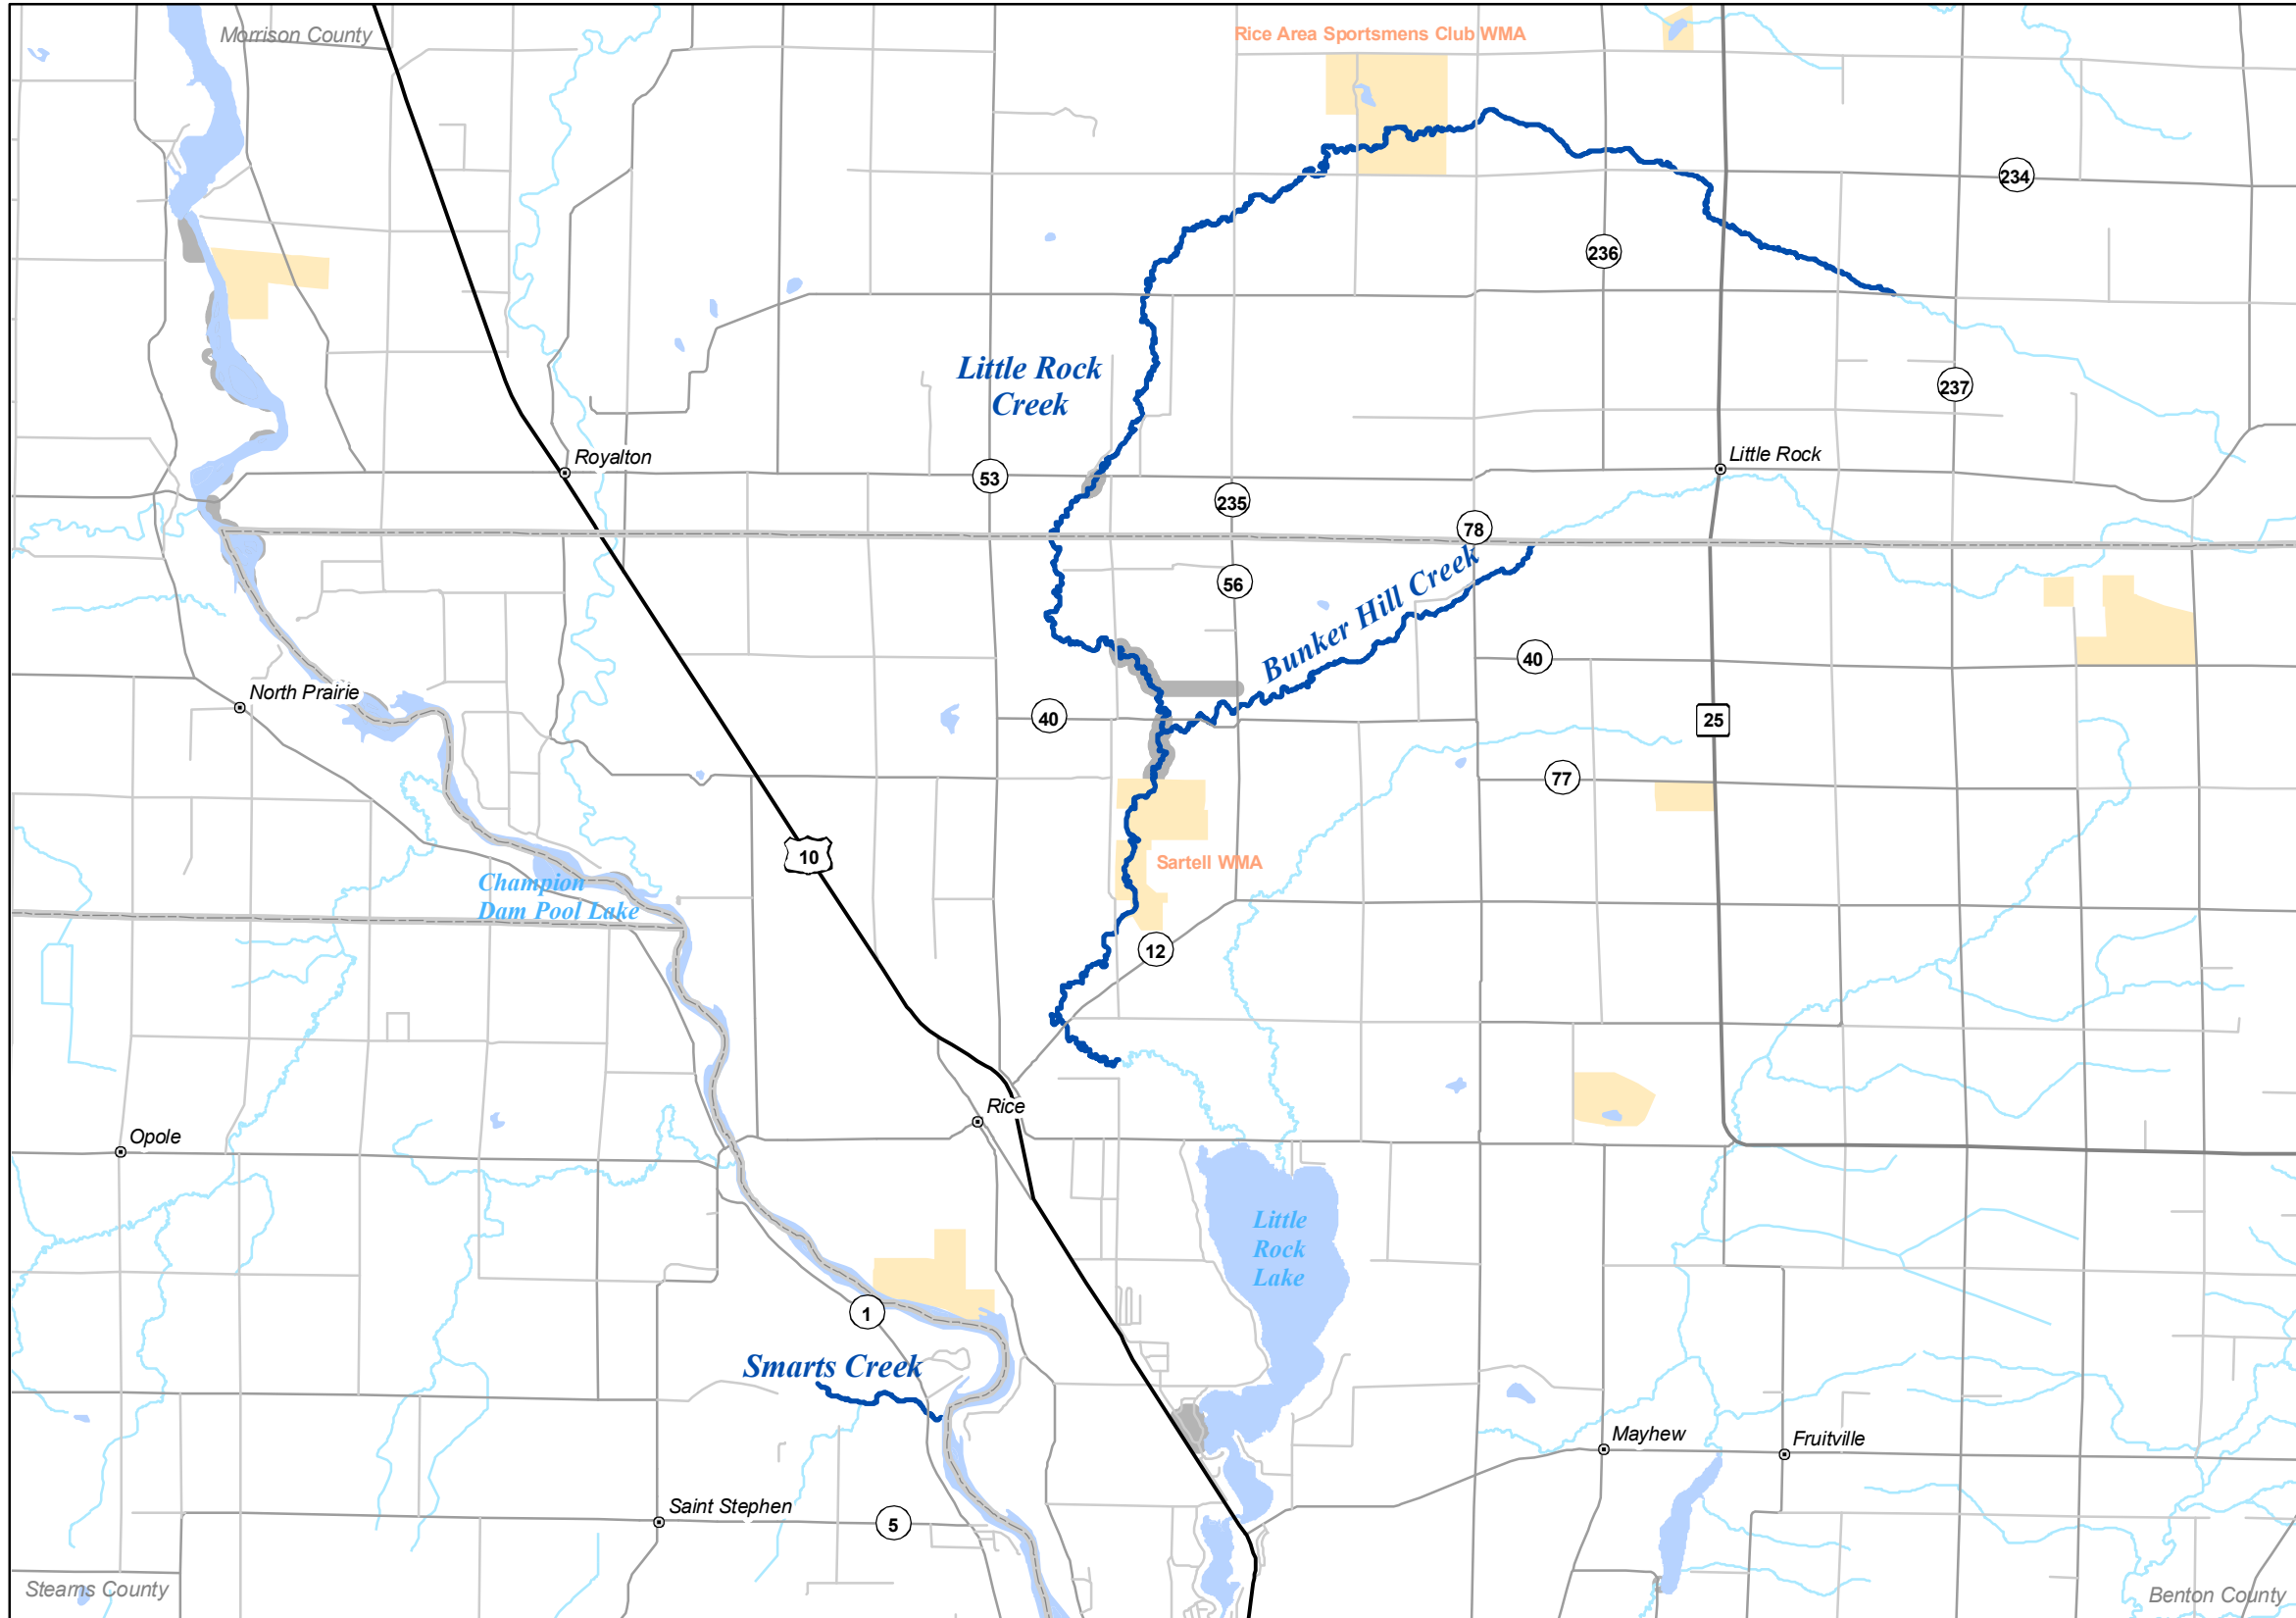 Morrison County
Rice Area Sportsmens Club WMA
234
236
Little Rock
Creek
237
Royalton
Little Rock
53
235
78
56
Bunker Hill Creek
40
North Prairie
40
25
77
10
Sartell WMA
Champion
Dam Pool Lake
12
Rice
Opole
Little
Rock
Lake
1
Smarts Creek
Mayhew
Fruitville
Saint Stephen
5
Stearns County
Benton County